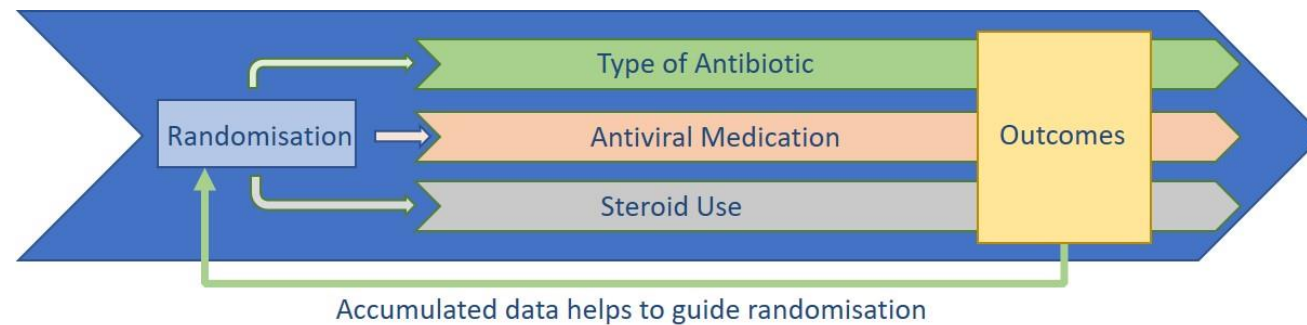 Type of Antibiotic
Randomisation
Antiviral Medication
Outcomes
Steroid Use
Accumulated data helps to guide randomisation